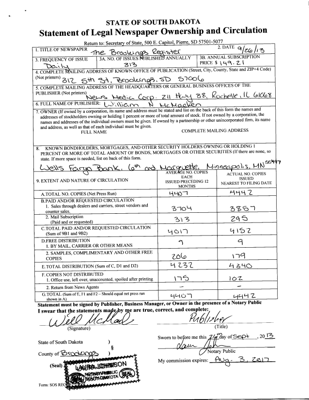 STATE OF SOUTH DAKOTA
Statement of Legal Newspaper Ownership and Circulation
Return to: Secretary of State, 500 E. Capitol, Pierre, SD 57501-5077
1. TITLE OF NEWSPAPER The Brookings Register 2. DATE 9/26/13
3. FREQUENCY OF ISSUE Daily 3A. NO. OF ISSUES PUBLISHED ANNUALLY 313 3B. ANNUAL SUBSCRIPTION PRICE $149.21
4. COMPLETE MAILING ADDRESS OF KNOWN OFFICE OF PUBLICATION (Street, City, County, State and ZIP+4 Code)
(Not printers) 312 5th St, Brookings, SD 57006
5. COMPLETE MAILING ADDRESS OF THE HEADQUARTERS OR GENERAL BUSINESS OFFICES OF THE
PUBLISHER (Not printers) News Media Corp. 211 Hwy 38, Rochelle, IL 61068
6. FULL NAME OF PUBLISHER: William N McMacken
7. OWNER (If owned by a corporation, its name and address must be stated and on the back of this form the names and
addresses of stockholders owning or holding 1 percent or more of total amount of stock. If not owned by a corporation, the
names and addresses of the individual owners must be given. If owned by a partnership or other unincorporated firm, its name
and address, as well as that of each individual must be given.
FULL NAME COMPLETE MAILING ADDRESS
8. KNOWN BONDHOLDERS, MORTGAGES, AND OTHER SECURITY HOLDERS OWNING OR HOLDING 1
PERCENT OR MORE OF TOTAL AMOUNT OF BONDS, MORTGAGES OR OTHER SECURITIES (If there are none, so
state. If more space is needed, list on back of this form.
Wells Fargo Bank, 6th and Marquette, Minneapolis, MN
9. EXTENT AND NATURE OF CIRCULATION AVERAGE NO. COPIES EACH ISSUED PRECEDING 12 MONTHS ACTUAL NO. COPIES ISSUED NEAREST TO FILING DATE
A. TOTAL NO. COPIES (Net Press Run) 4407 4442
B. PAID AND/OR REQUESTED CIRCULATION
1. Sales through dealers and carriers, street vendors and
counter sales 3704 3857
2. Mail Subscription
(Paid and or requested) 313 295
C. TOTAL PAID AND/OR REQUESTED CIRCULATION
(Sum of 9B1 and 9B2) 4017 4152
D. FREE DISTRIBUTION
1. BY MAIL, CARRIER OR OTHER MEANS 9 9
2. SAMPLES, COMPLIMENTARY AND OTHER FREE
COPIES 206 179
E. TOTAL DISTRIBUTION (Sum of C, D1 and D2) 4232 4340
F. COPIES NOT DISTRIBUTED
1. Office use, left over, unaccounted, spoiled after printing 175 102
2. Return from News Agents - -
G. TOTAL (Sum of E, F1 and F2 - Should equal net press run
shown in A) 4407 4442
Statement must be signed by Publisher, Business Manager, or Owner in the presence of a Notary Public
I swear that the statements made by me are true, correct, and complete:
Publisher
(Signature) (Title)
State of South Dakota ) Sworn to before me this 26 day of Sept, 2013
County of Brookings
(Seal) Notary Public
NOTARY PUBLIC
SOUTH DAKOTA
My commission expires: Aug. 3, 2017